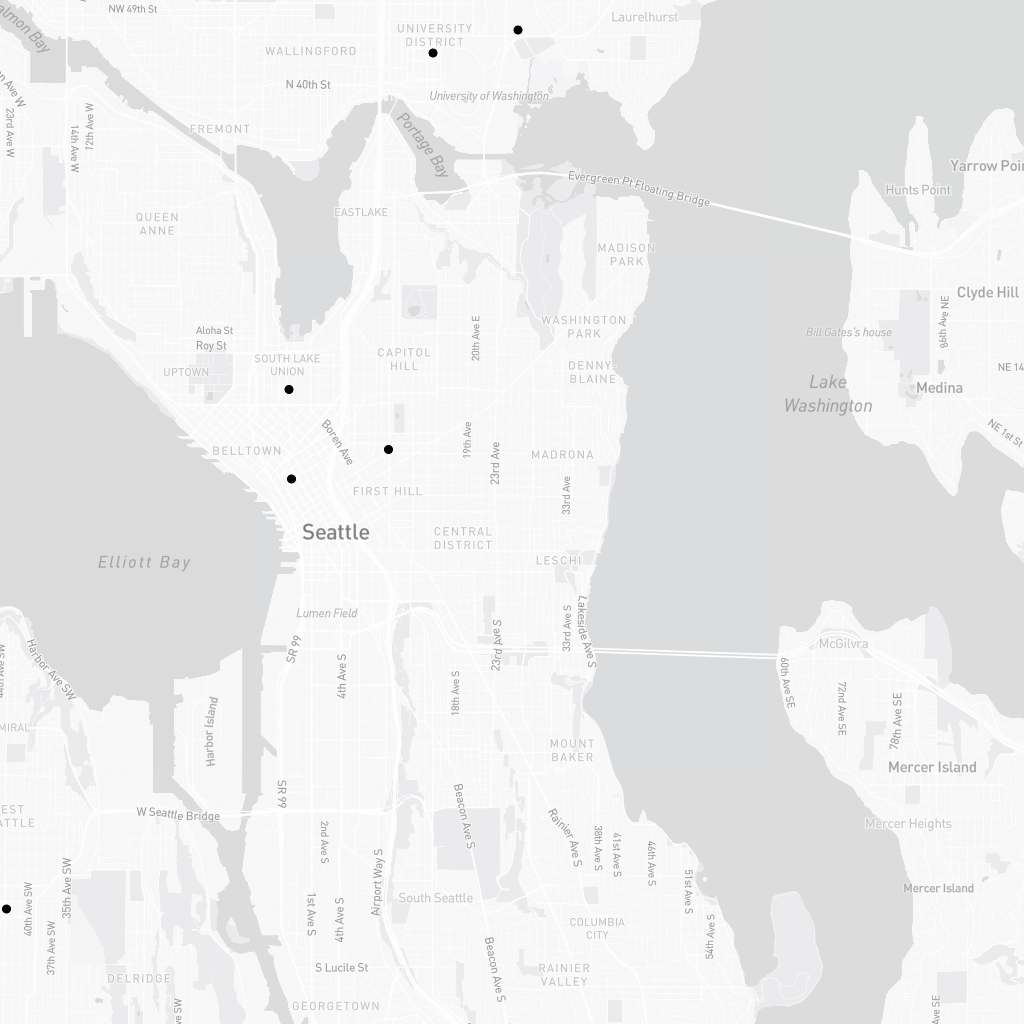 NW 49th St
UNIVERSITY
DISTRICT
Laurelhurst
WALLINGFORD
N 40th St
University of Washington
23rd Ave W
14th Ave W
12th Ave W
FREMONT
Portage Bay
Evergreen Pt Floating Bridge
Hunts Point
QUEEN
ANNE
EASTLAKE
MADISON
PARK
Clyde Hill
Aloha St
Roy St
20th Ave E
WASHINGTON
PARK
86th Ave NE
Bill Gates's house
SOUTH LAKE
UNION
UPTOWN
CAPITOL
HILL
DENNY-
BLAINE
NE 14
Lake
Washington
Medina
NE 1st St
Boren Ave
BELLTOWN
19th Ave
23rd Ave
MADRONA
FIRST HILL
33rd Ave
Seattle
CENTRAL
DISTRICT
Elliott Bay
LESCHI
Lumen Field
Harbor Ave SW
SR 99
4th Ave S
18th Ave S
23rd Ave S
33rd Ave S
Lakeside Ave S
McGilvra
60th Ave SE
72nd Ave SE
78th Ave SE
44th Ave SW
MIRAL
Harbor Island
MOUNT
BAKER
Mercer Island
EST
ATTLE
SR 99
W Seattle Bridge
Beacon Ave S
Rainier Ave S
38th Ave S
41st Ave S
46th Ave S
51st Ave S
54th Ave S
Mercer Heights
2nd Ave S
Airport Way S
35th Ave SW
40th Ave SW
37th Ave SW
1st Ave S
4th Ave S
South Seattle
Mercer Island
COLUMBIA
CITY
S Lucile St
DELRIDGE
Beacon Ave S
RAINIER
VALLEY
GEORGETOWN